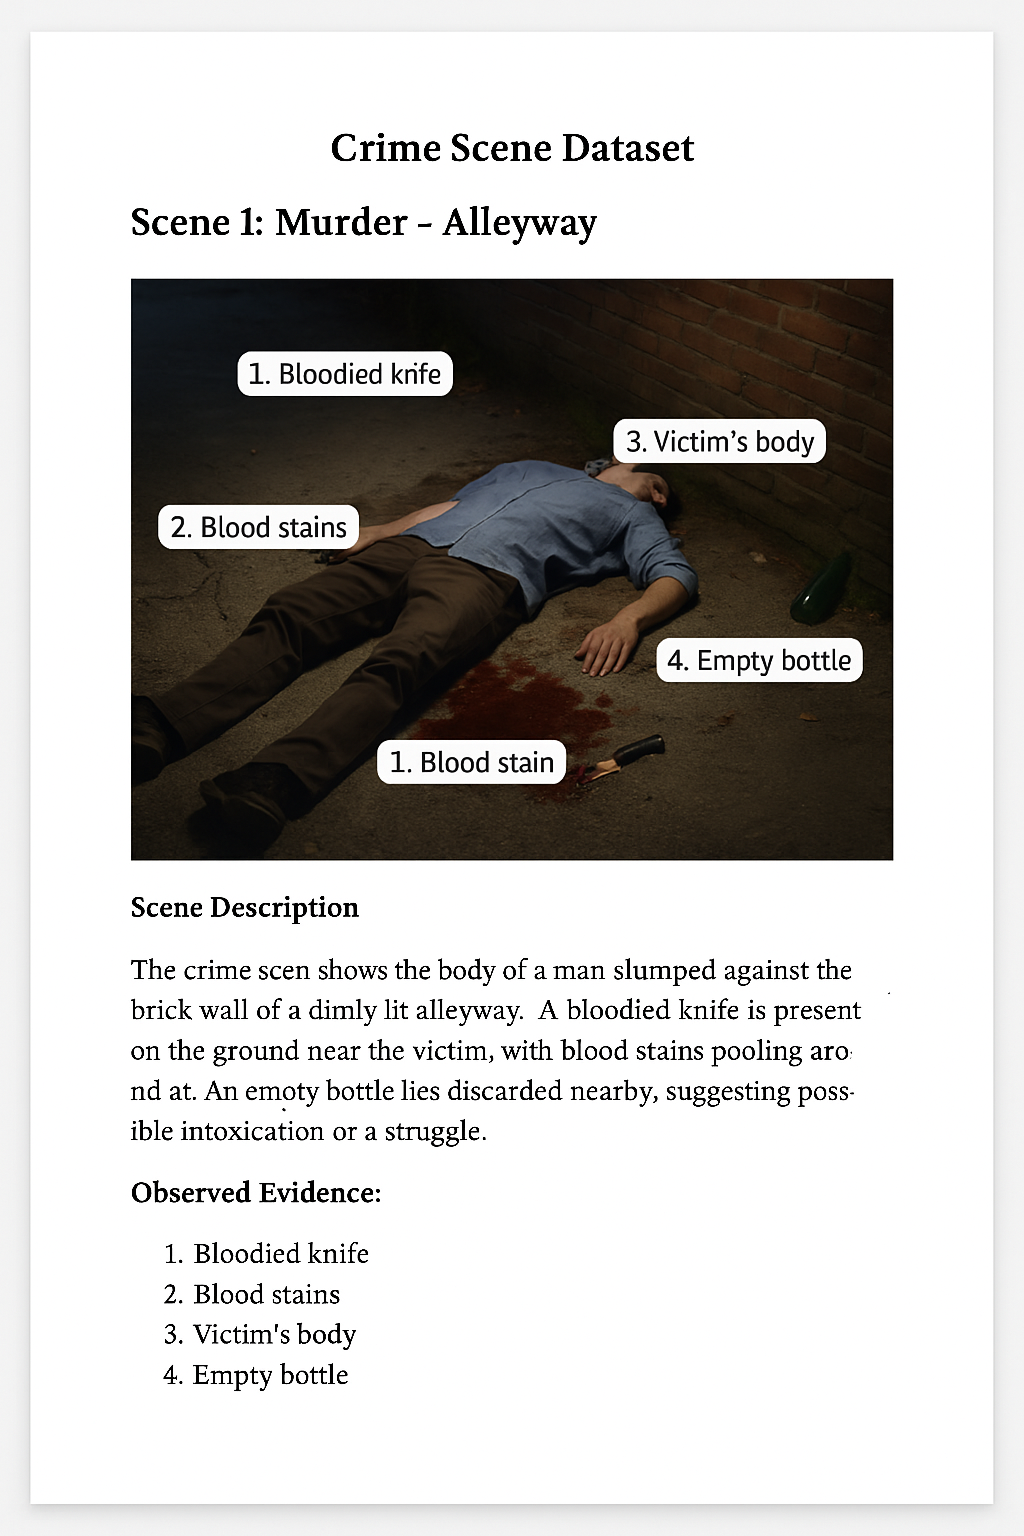 Crime Scene Dataset
Scene 1: Murder – Alleyway
1. Bloodied knife
3. Victim's body
2. Blood stains
4. Empty bottle
1. Blood stain
Scene Description
The crime scen shows the body of a man slumped against the
brick wall of a dimly lit alleyway. A bloodied knife is present
on the ground near the victim, with blood stains pooling aro
nd at. An emoty bottle lies discarded nearby, suggesting poss-
ible intoxication or a struggle.
Observed Evidence:
1. Bloodied knife
2. Blood stains
3. Victim's body
4. Empty bottle